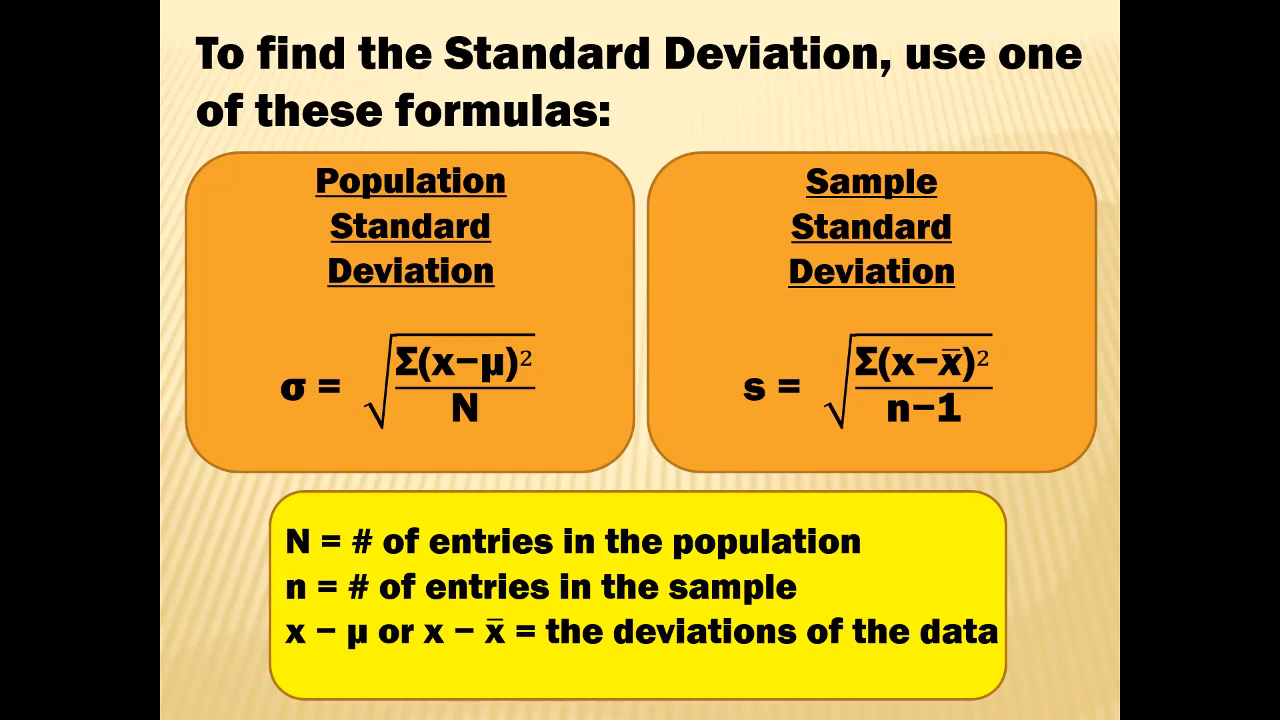 To find the Standard Deviation, use one
of these formulas:
Population
Standard
Deviation
σ = √(Σ(x−μ)²/N)
Sample
Standard
Deviation
s = √(Σ(x−x̅)²/n−1)
N = # of entries in the population
n = # of entries in the sample
x − μ or x − x̅ = the deviations of the data